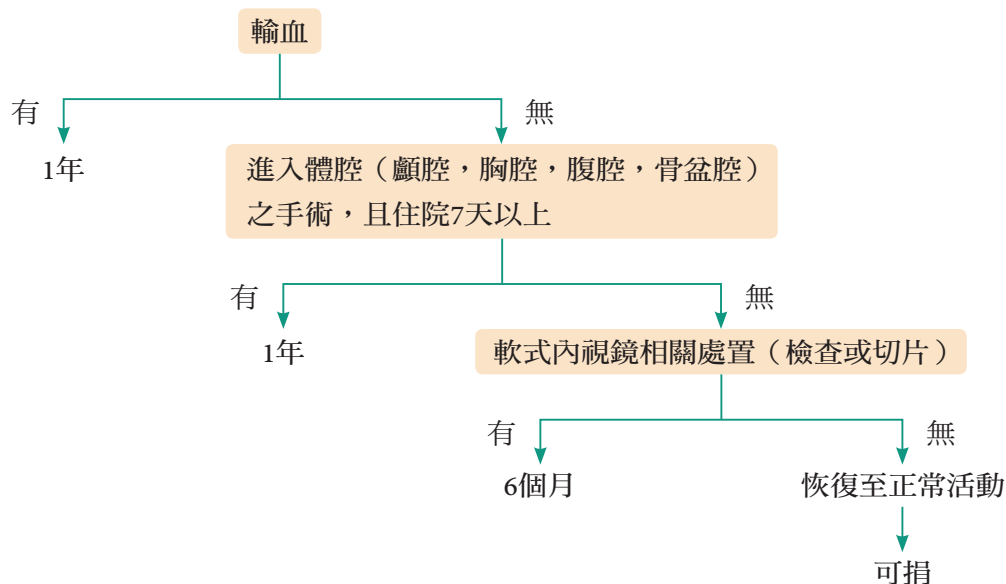 輸血
有
無
1年
進入體腔（顱腔，胸腔，腹腔，骨盆腔）
之手術，且住院7天以上
有
無
1年
軟式內視鏡相關處置（檢查或切片）
有
無
6個月
恢復至正常活動
可捐